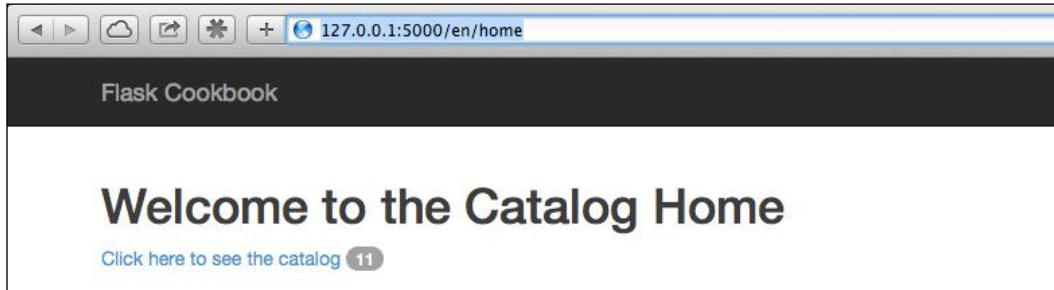 127.0.0.1:5000/en/home
Flask Cookbook
Welcome to the Catalog Home
Click here to see the catalog 11